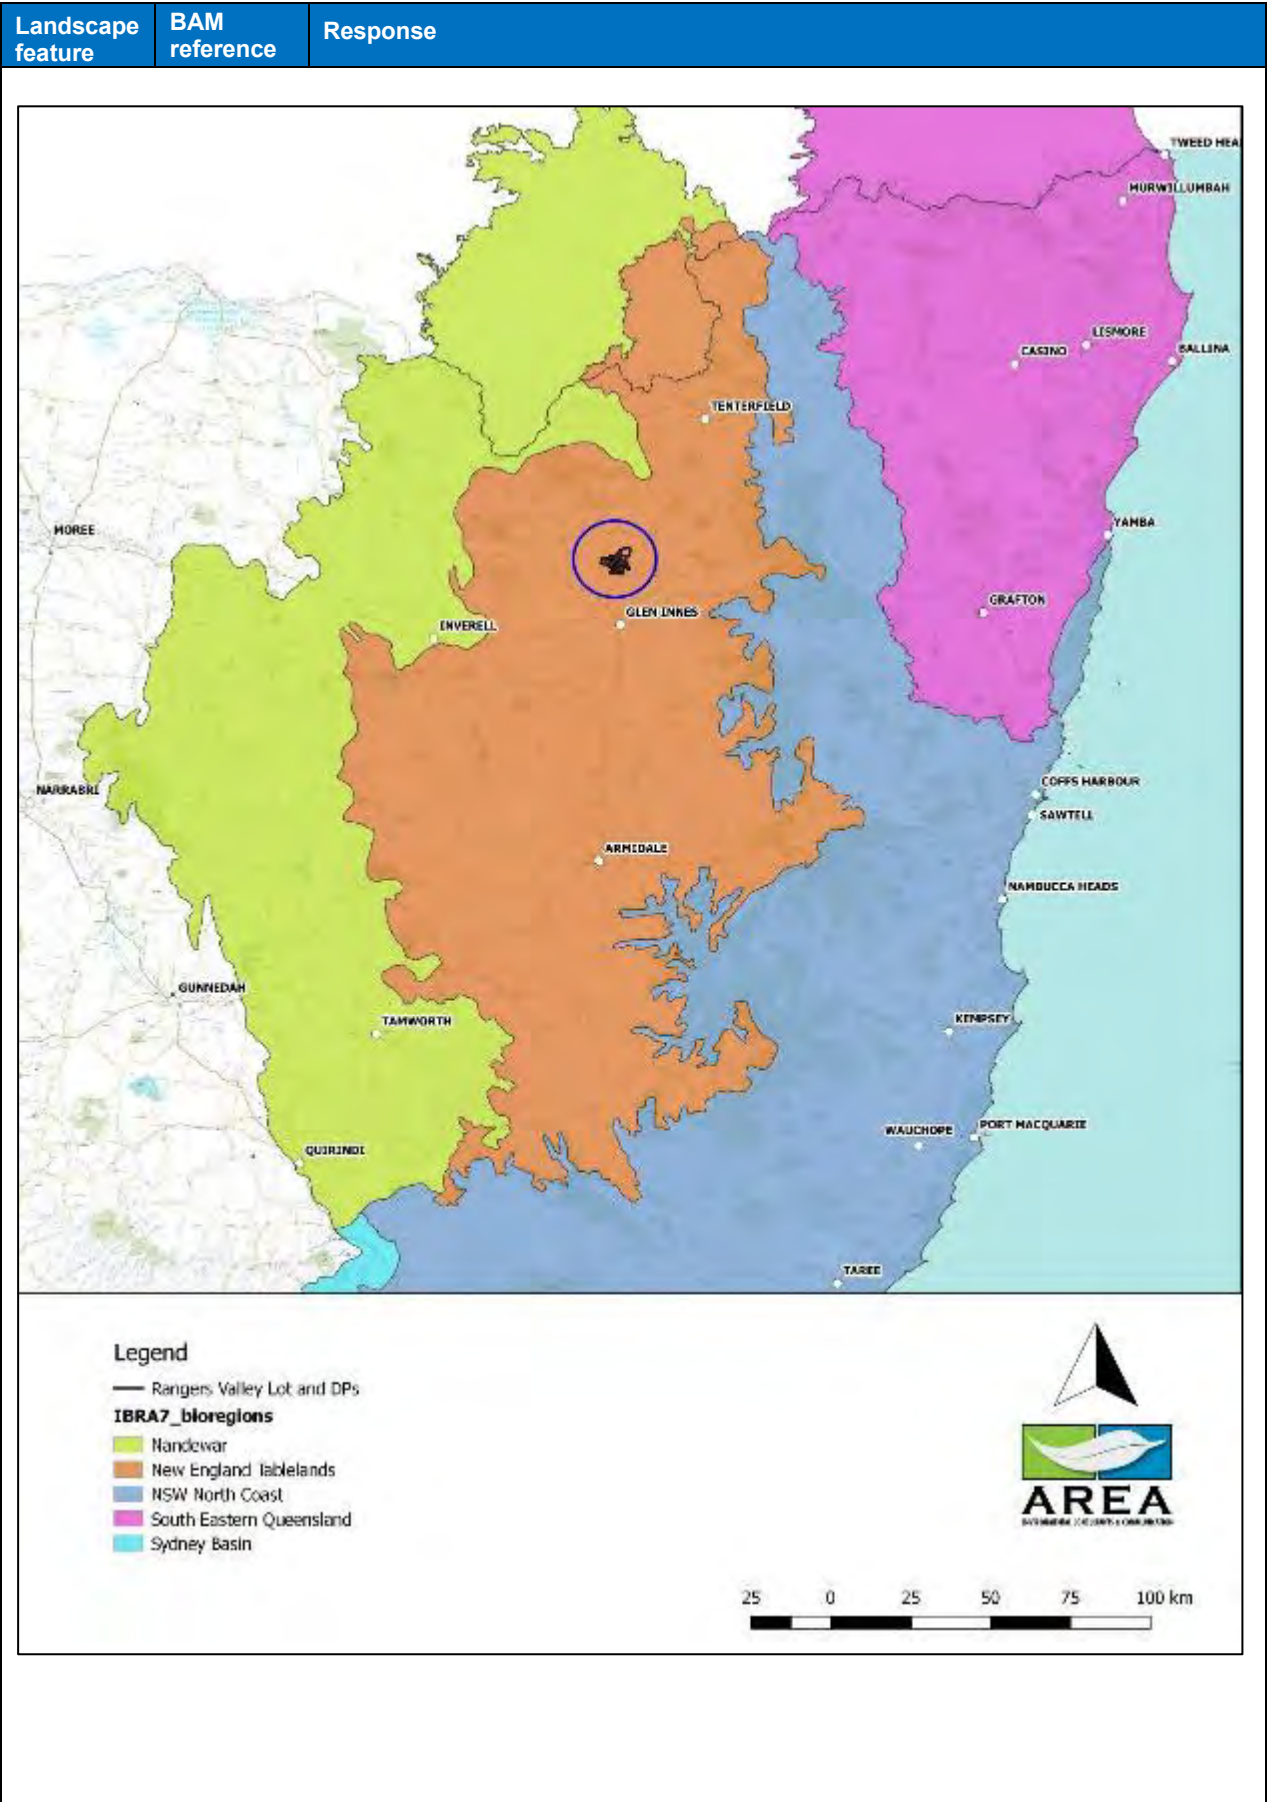 Landscape feature
BAM reference
Response
TWEED HEA
MURWILLUMBAH
LISMORE
CASINO
BALLINA
TENTERFIELD
MOREE
YAMBA
GRAFTON
GLEN INNES
INVERELL
NARRABRI
COFFS HARBOUR
SAWTELL
ARMIDALE
NAMBUCCA HEADS
GUNNEDAH
TAMWORTH
KEMPSEY
WAUCHOPE
PORT MACQUARIE
QUIRINDI
TAREE
Legend
Rangers Valley Lot and DPs
IBRA7_bioregions
Nandewar
New England Tablelands
NSW North Coast
South Eastern Queensland
Sydney Basin
AREA
25 0 25 50 75 100 km